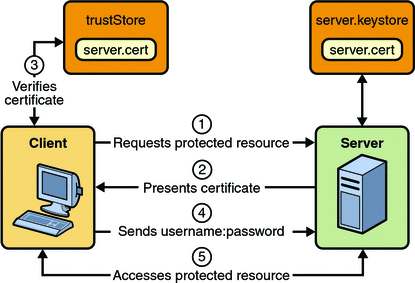 trustStore
server.cert
server.keystore
server.cert
3
Verifies
certificate
Client
1
Requests protected resource
2
Presents certificate
4
Sends username:password
5
Accesses protected resource
Server